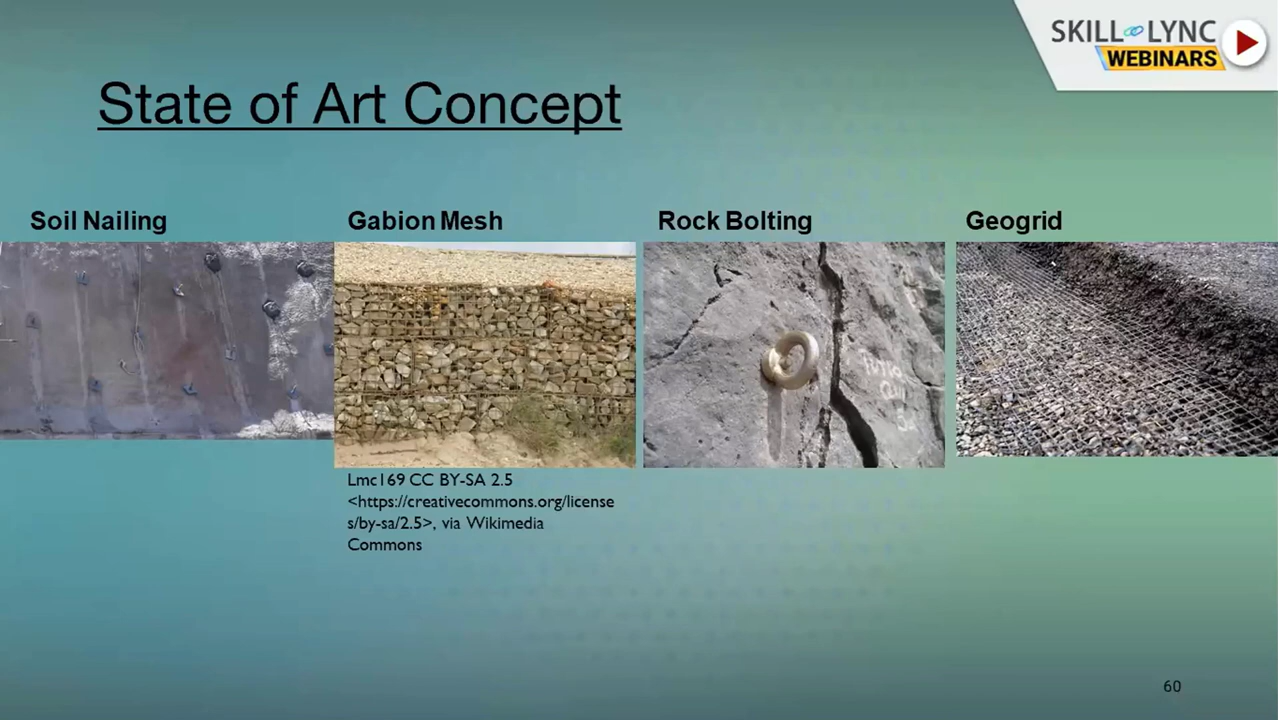 SKILL LYNC
WEBINARS
State of Art Concept
Soil Nailing
Gabion Mesh
Rock Bolting
Geogrid
Lmc169 CC BY-SA 2.5
<https://creativecommons.org/license
s/by-sa/2.5>, via Wikimedia
Commons
60